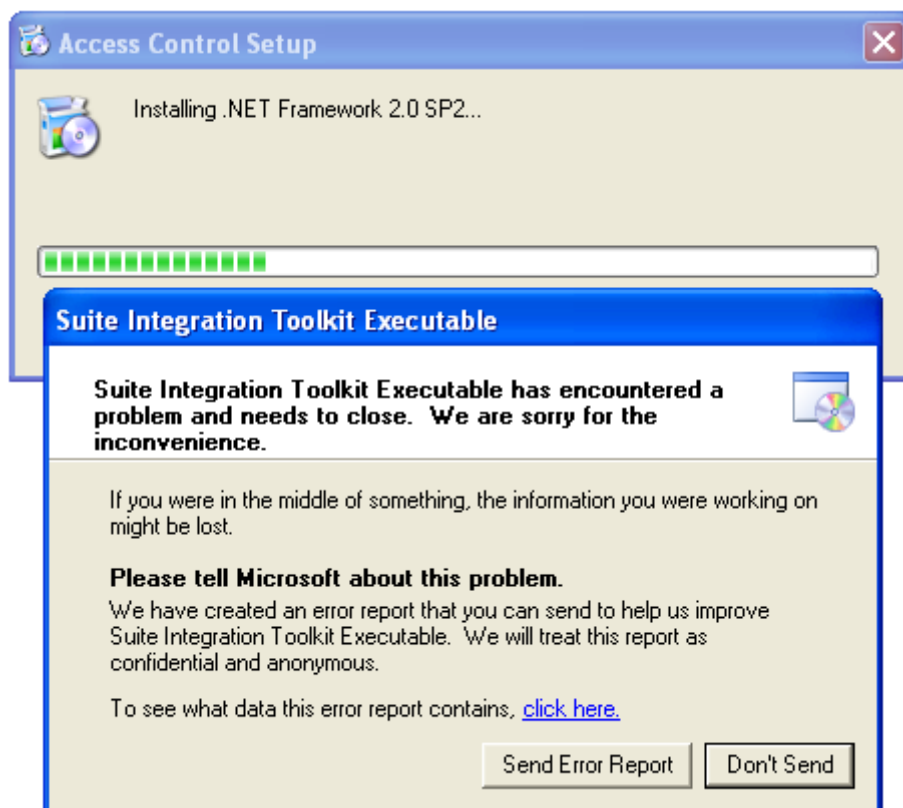 Access Control Setup
Installing .NET Framework 2.0 SP2...
Suite Integration Toolkit Executable
Suite Integration Toolkit Executable has encountered a
problem and needs to close.  We are sorry for the
inconvenience.
If you were in the middle of something, the information you were working on
might be lost.
Please tell Microsoft about this problem.
We have created an error report that you can send to help us improve
Suite Integration Toolkit Executable.  We will treat this report as
confidential and anonymous.
To see what data this error report contains, click here.
Send Error Report
Don't Send